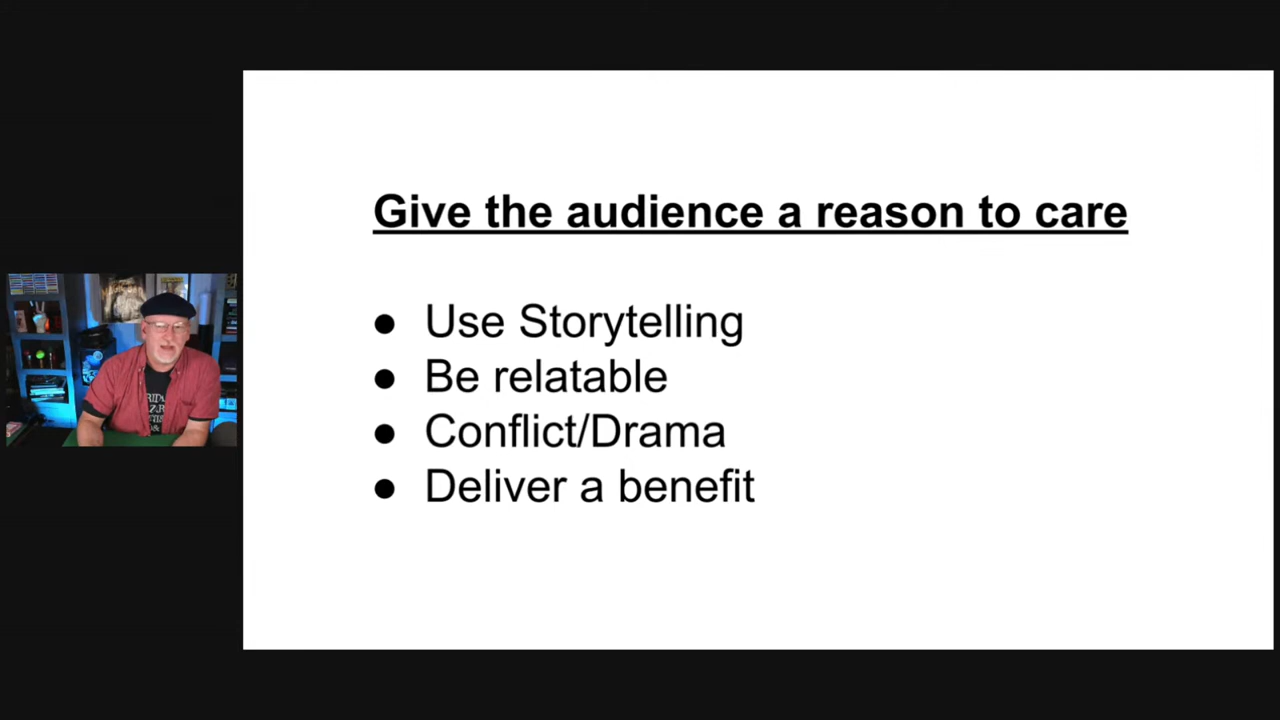 Give the audience a reason to care
● Use Storytelling
● Be relatable
● Conflict/Drama
● Deliver a benefit